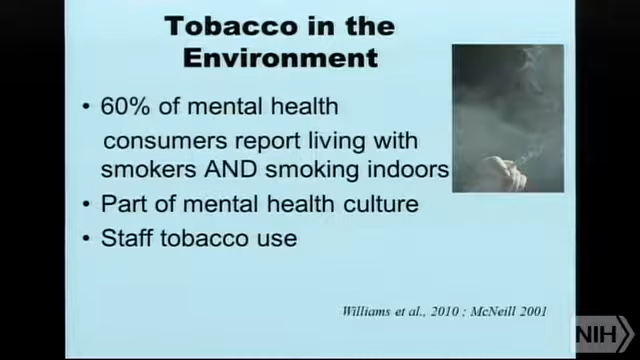 Tobacco in the
Environment
• 60% of mental health
consumers report living with
smokers AND smoking indoors
• Part of mental health culture
• Staff tobacco use
Williams et al., 2010 ; McNeill 2001
NIH